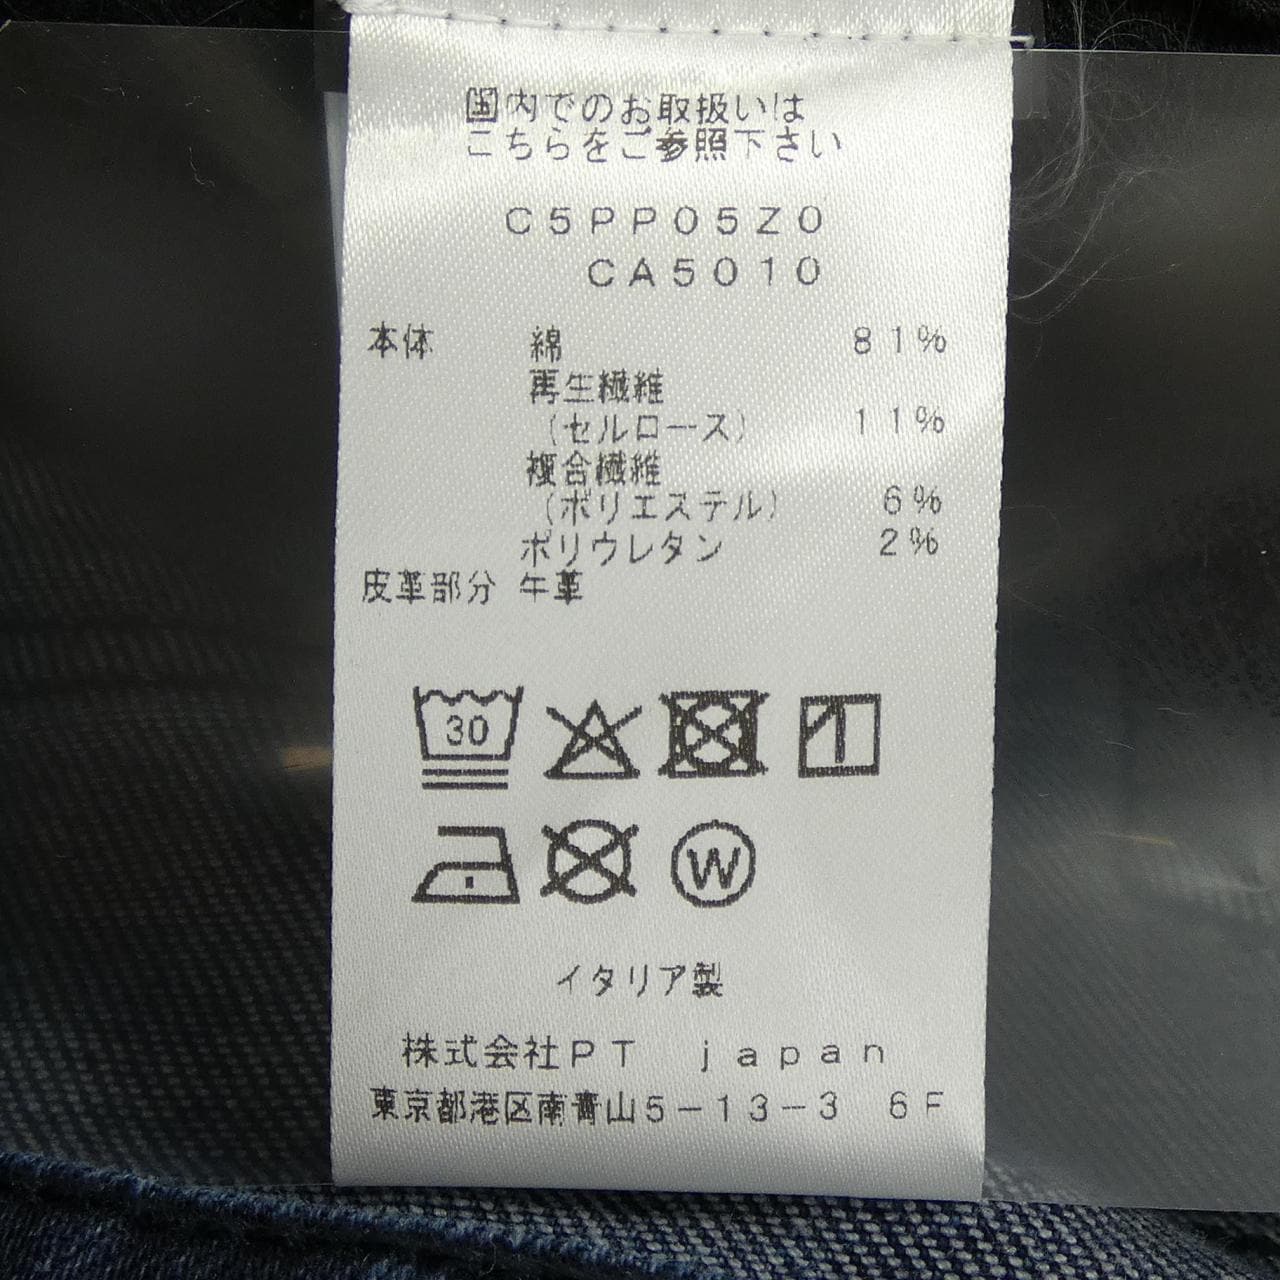 国内でのお取扱いは
こちらをご参照下さい
C5PP05Z0
CA5010
本体 綿 81%
再生繊維
(セルロース) 11%
複合繊維
(ポリエステル) 6%
ポリウレタン 2%
皮革部分 牛革
30
W
イタリア製
株式会社PT japan
東京都港区南青山5-13-3 6F